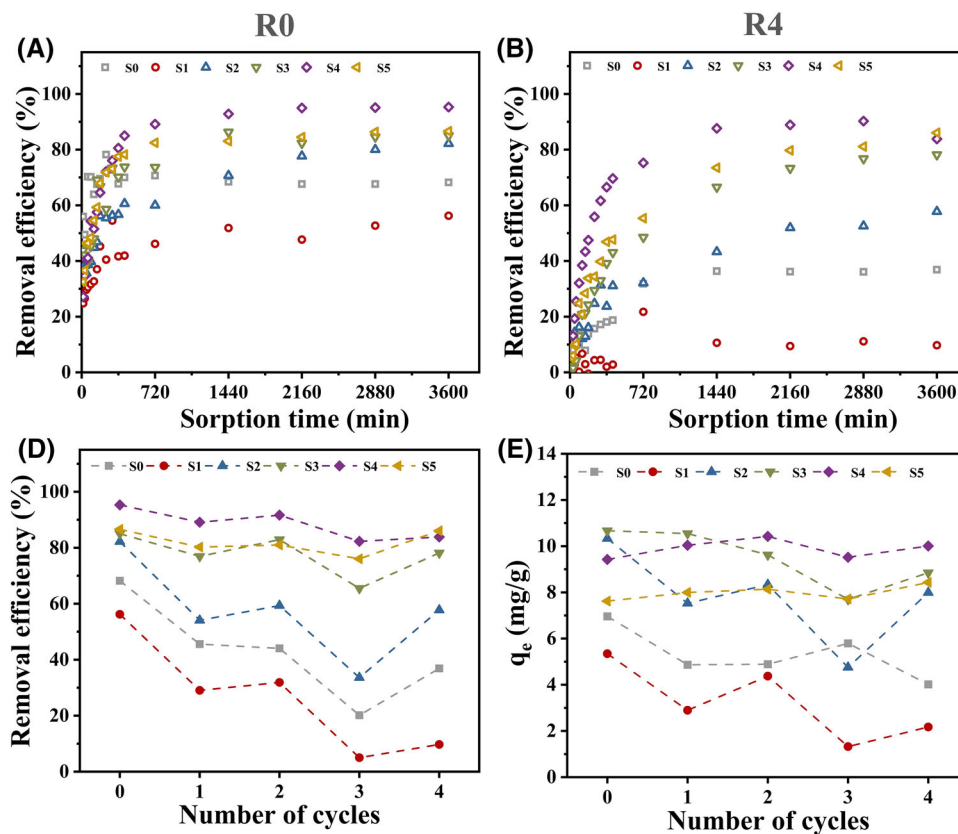 R0
R4
(A)
S0 S1 S2 S3 S4 S5
100
80
60
40
20
0
Removal efficiency (%)
0 720 1440 2160 2880 3600
Sorption time (min)
(B)
S0 S1 S2 S3 S4 S5
100
80
60
40
20
0
Removal efficiency (%)
0 720 1440 2160 2880 3600
Sorption time (min)
(D)
S0 S1 S2 S3 S4 S5
100
80
60
40
20
0
Removal efficiency (%)
0 1 2 3 4
Number of cycles
(E)
S0 S1 S2 S3 S4 S5
14
12
10
8
6
4
2
0
qe (mg/g)
0 1 2 3 4
Number of cycles